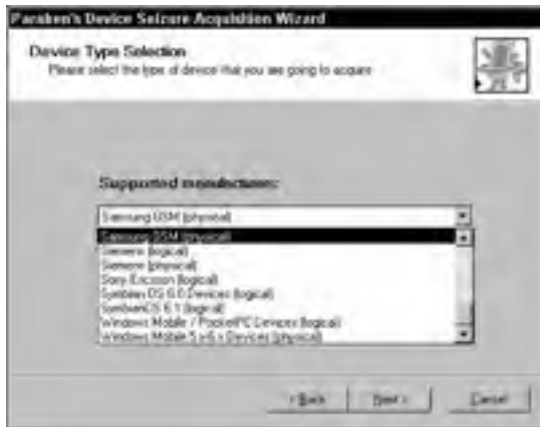 Paraben's Device Seizure Acquisition Wizard
Device Type Selection
Please select the type of device that you are going to acquire
Supported manufacturer:
Samsung GSM (physical)
Samsung GSM (physical)
Siemens (logical)
Siemens (physical)
Sony Ericsson (logical)
Symbian OS 6.0 Devices (logical)
SymbianOS 6.1 (logical)
Windows Mobile / PocketPC Devices (logical)
Windows Mobile 5.x-6.x Devices (physical)
< Back
Next >
Cancel